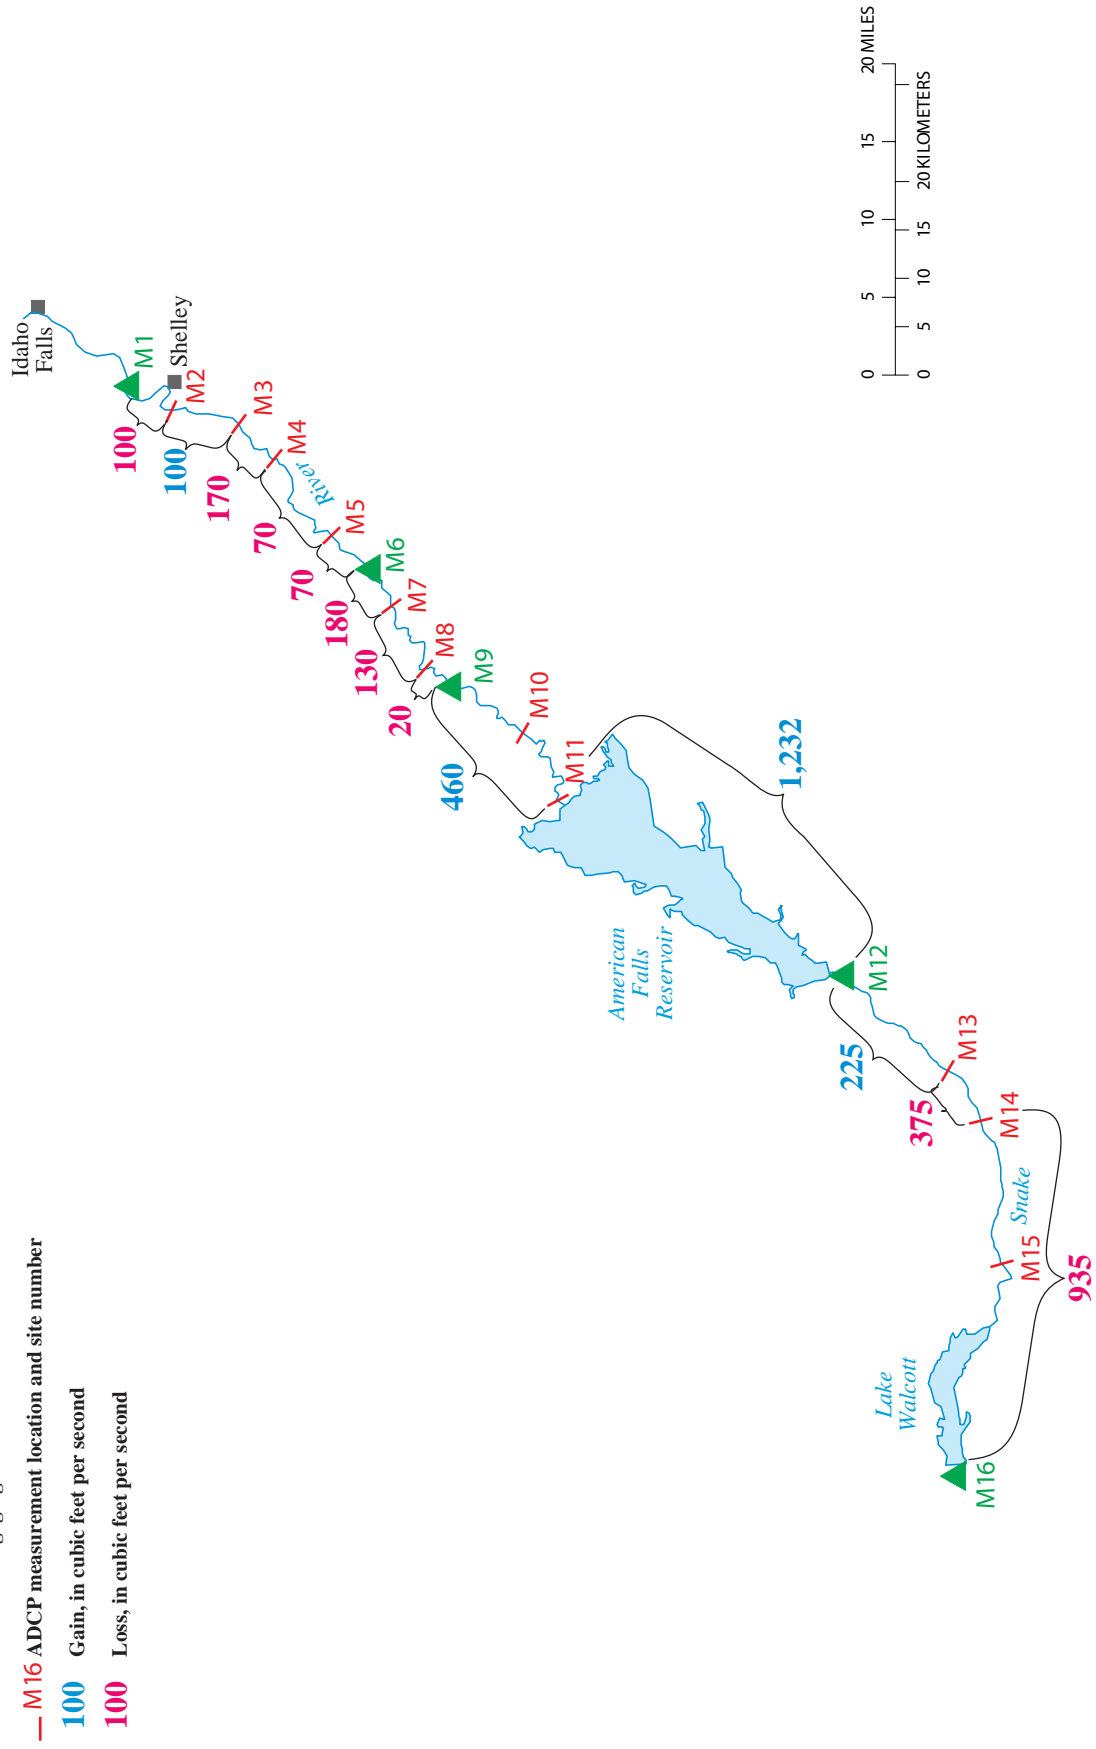 M16 ADCP measurement location and site number
100 Gain, in cubic feet per second
100 Loss, in cubic feet per second
Idaho
Falls
Shelley
M1
M2
M3
M4
River
M5
M6
M7
M8
M9
M10
M11
American
Falls
Reservoir
M12
M13
M14
Snake
M15
Lake
Walcott
M16
100
100
170
70
70
180
130
20
460
1,232
225
375
935
0 5 10 15 20 MILES
0 5 10 15 20 KILOMETERS